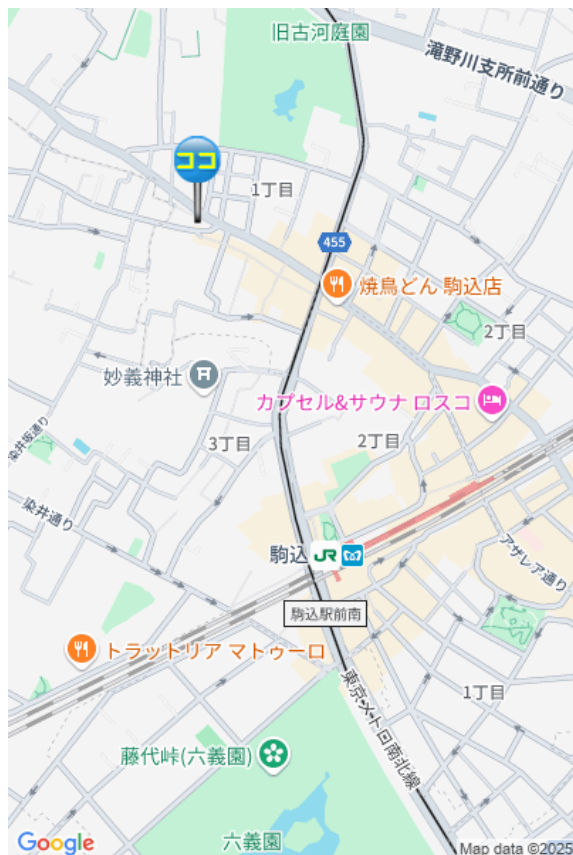 旧古河庭園
滝野川支所前通り
ココ
1丁目
455
焼鳥どん 駒込店
2丁目
妙義神社
カプセル&サウナ ロスコ
3丁目
2丁目
染井坂通り
染井通り
駒込
JR
アザレア通り
駒込駅前南
トラットリア マトゥーロ
1丁目
東京メトロ南北線
藤代峠(六義園)
六義園
Google
Map data ©2025